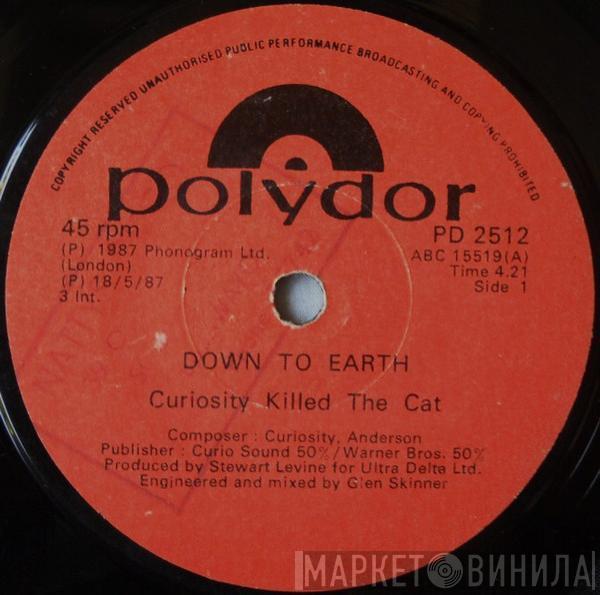 COPYRIGHT RESERVED UNAUTHORISED PUBLIC PERFORMANCE BROADCASTING AND COPYING PROHIBITED
polydor
45 rpm
(P) 1987 Phonogram Ltd.
(London)
(P) 18/5/87
3 Int.
PD 2512
ABC 15519(A)
Time 4.21
Side 1
DOWN TO EARTH
Curiosity Killed The Cat
Composer : Curiosity, Anderson
Publisher : Curio Sound 50%/Warner Bros. 50%
Produced by Stewart Levine for Ultra Delta Ltd.
Engineered and mixed by Glen Skinner
МАРКЕТ ВИНИЛА